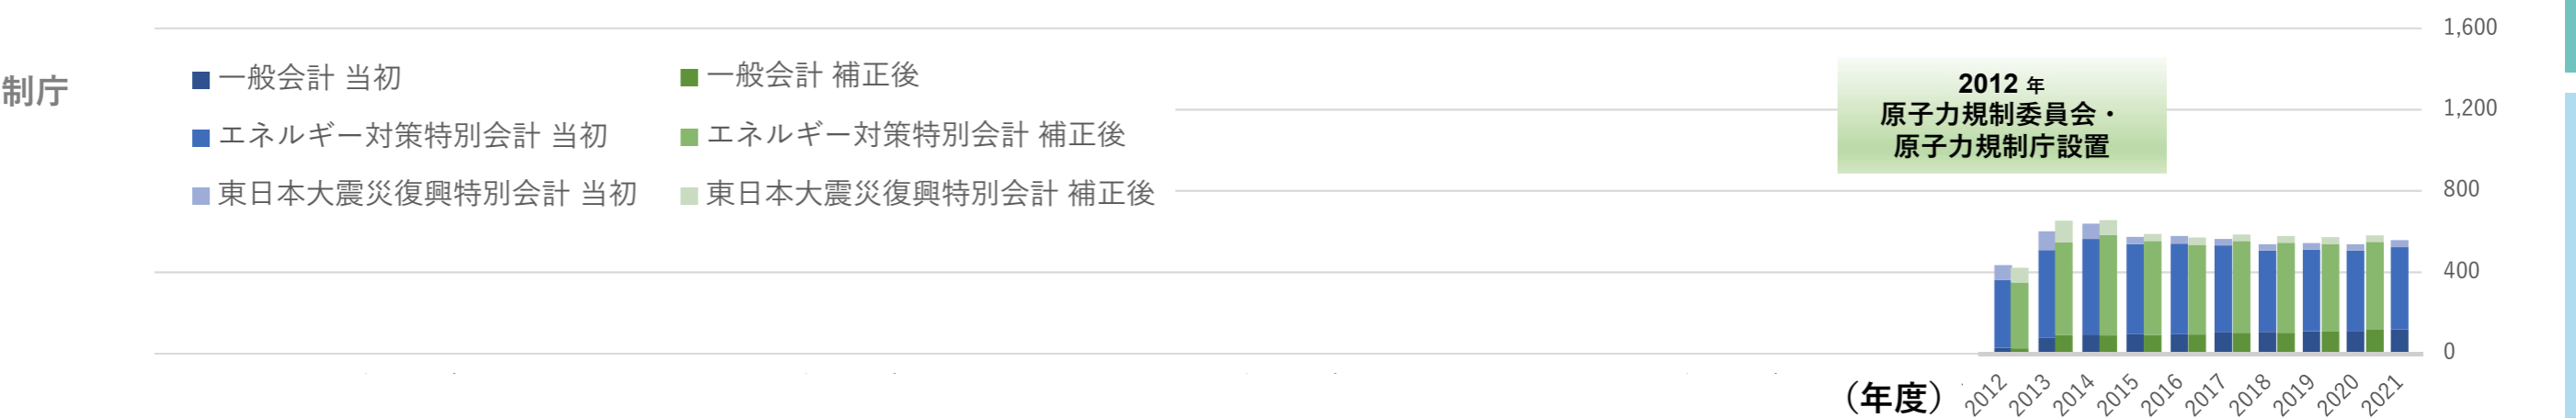 制庁
一般会計 当初
一般会計 補正後
エネルギー対策特別会計 当初
エネルギー対策特別会計 補正後
東日本大震災復興特別会計 当初
東日本大震災復興特別会計 補正後
2012 年
原子力規制委員会・
原子力規制庁設置
1,600
1,200
800
400
0
（年度）
2012
2013
2014
2015
2016
2017
2018
2019
2020
2021